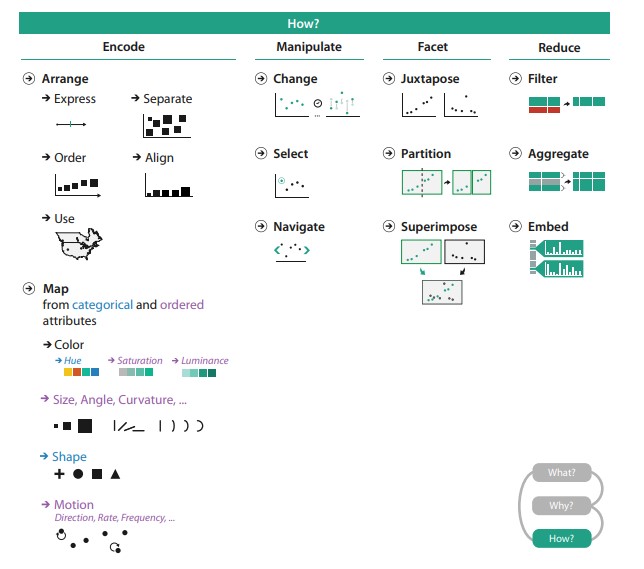 How?
Encode
Manipulate
Facet
Reduce
Arrange
Express
Separate
Order
Align
Use
Map
from categorical and ordered
attributes
Color
Hue
Saturation
Luminance
Size, Angle, Curvature, ...
Shape
Motion
Direction, Rate, Frequency, ...
Change
...
Select
Navigate
Juxtapose
Partition
Superimpose
Filter
Aggregate
Embed
What?
Why?
How?